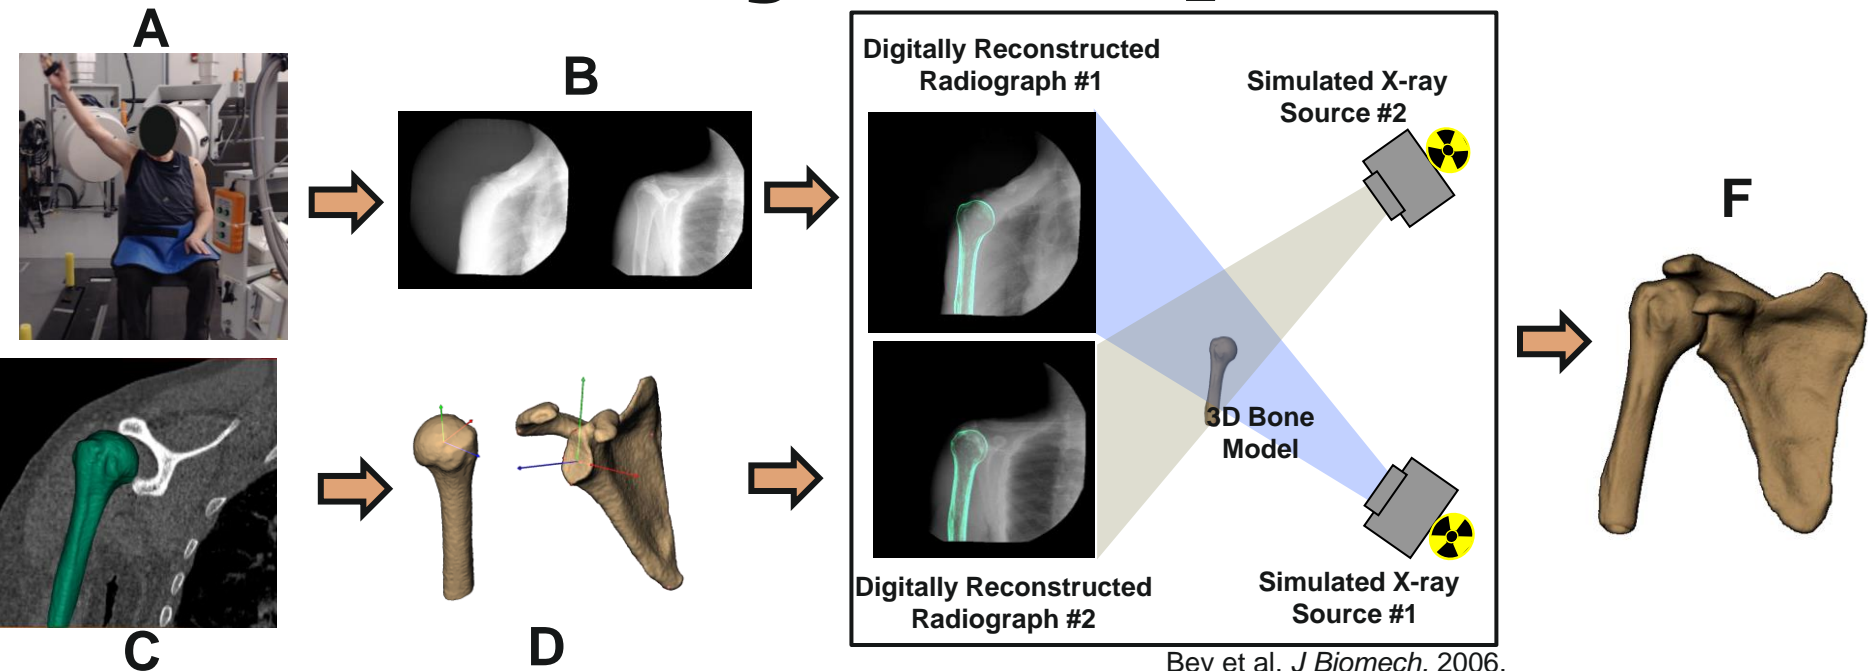 A
B
Digitally Reconstructed
Radiograph #1
Simulated X-ray
Source #2
F
3D Bone
Model
Digitally Reconstructed
Radiograph #2
Simulated X-ray
Source #1
C
D
Bey et al. J Biomech. 2006.